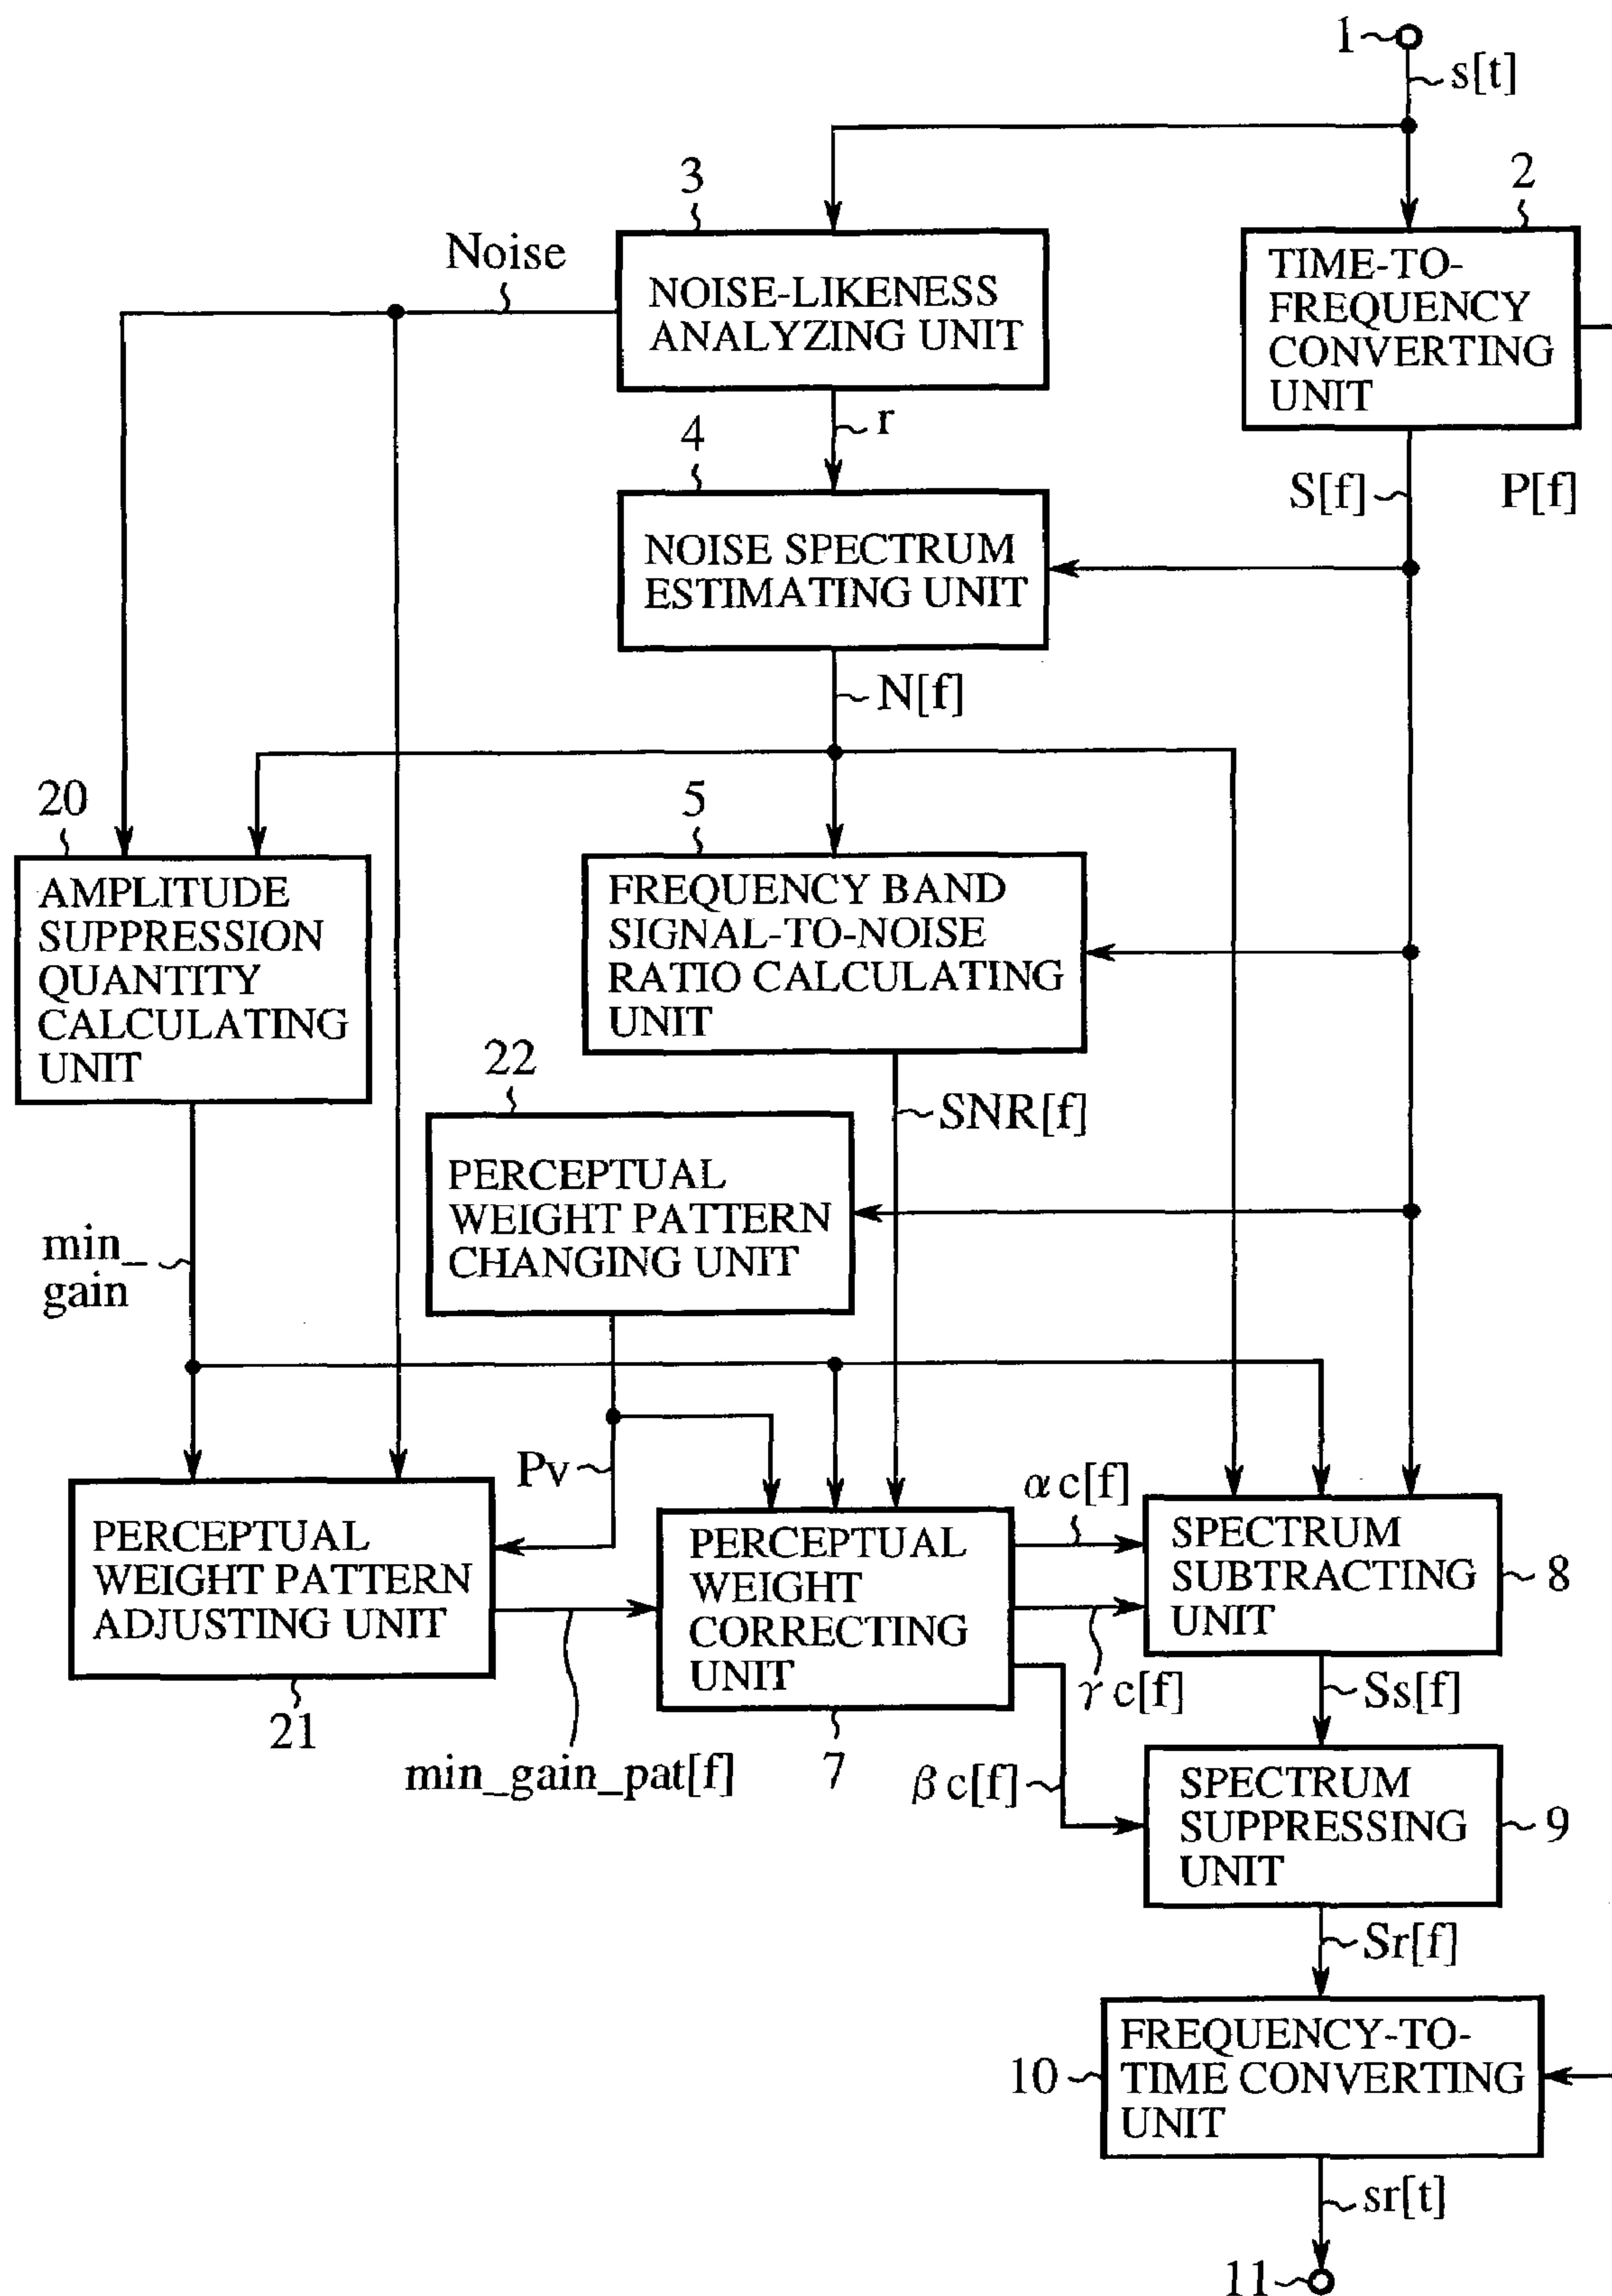 1
s[t]
3
2
Noise
NOISE-LIKENESS
ANALYZING UNIT
TIME-TO-
FREQUENCY
CONVERTING
UNIT
r
4
S[f]
P[f]
NOISE SPECTRUM
ESTIMATING UNIT
N[f]
20
5
AMPLITUDE
SUPPRESSION
QUANTITY
CALCULATING
UNIT
FREQUENCY BAND
SIGNAL-TO-NOISE
RATIO CALCULATING
UNIT
22
SNR[f]
PERCEPTUAL
WEIGHT PATTERN
CHANGING UNIT
min_
gain
Pv
αc[f]
PERCEPTUAL
WEIGHT PATTERN
ADJUSTING UNIT
PERCEPTUAL
WEIGHT
CORRECTING
UNIT
SPECTRUM
SUBTRACTING
UNIT
8
21
min_gain_pat[f]
7
γc[f]
Ss[f]
βc[f]
SPECTRUM
SUPPRESSING
UNIT
9
Sr[f]
10
FREQUENCY-TO-
TIME CONVERTING
UNIT
sr[t]
11